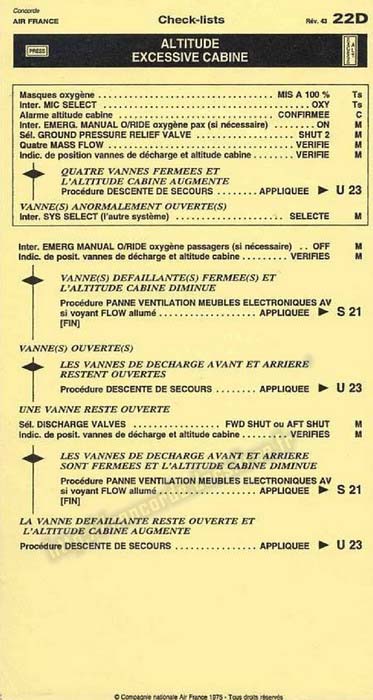 Concorde
AIR FRANCE Check-lists Rév. 43 22D
PRESS ALTITUDE
EXCESSIVE CABINE
Masques oxygène MIS A 100 % Ts
Inter. MIC SELECT OXY Ts
Alarme altitude cabine CONFIRMEE C
Inter. EMERG. MANUAL O/RIDE oxygène pax (si nécessaire) ON M
Sél. GROUND PRESSURE RELIEF VALVE SHUT 2 M
Quatre MASS FLOW VERIFIE M
Indic. de position vannes de décharge et altitude cabine VERIFIE M
QUATRE VANNES FERMEES ET
L'ALTITUDE CABINE AUGMENTE
Procédure DESCENTE DE SECOURS APPLIQUEE ► U 23
VANNE(S) ANORMALEMENT OUVERTE(S)
Inter. SYS SELECT (l'autre système) SELECTE M
Inter. EMERG MANUAL O/RIDE oxygène passagers (si nécessaire) .. OFF M
Indic. de posit. vannes de décharge et altitude cabine VERIFIES M
VANNE(S) DEFAILLANTE(S) FERMEE(S) ET
L'ALTITUDE CABINE DIMINUE
Procédure PANNE VENTILATION MEUBLES ELECTRONIQUES AV
si voyant FLOW allumé APPLIQUEE ► S 21
[FIN]
VANNE(S) OUVERTE(S)
LES VANNES DE DECHARGE AVANT ET ARRIERE
RESTENT OUVERTES
Procédure DESCENTE DE SECOURS APPLIQUEE ► U 23
UNE VANNE RESTE OUVERTE
Sél. DISCHARGE VALVES FWD SHUT ou AFT SHUT M
Indic. de posit. vannes de décharge et altitude cabine VERIFIES M
LES VANNES DE DECHARGE AVANT ET ARRIERE
SONT FERMEES ET L'ALTITUDE CABINE DIMINUE
Procédure PANNE VENTILATION MEUBLES ELECTRONIQUES AV
si voyant FLOW allumé APPLIQUEE ► S 21
[FIN]
LA VANNE DEFAILLANTE RESTE OUVERTE ET
L'ALTITUDE CABINE AUGMENTE
Procédure DESCENTE DE SECOURS APPLIQUEE ► U 23
© Compagnie nationale Air France 1975 - Tous droits réservés